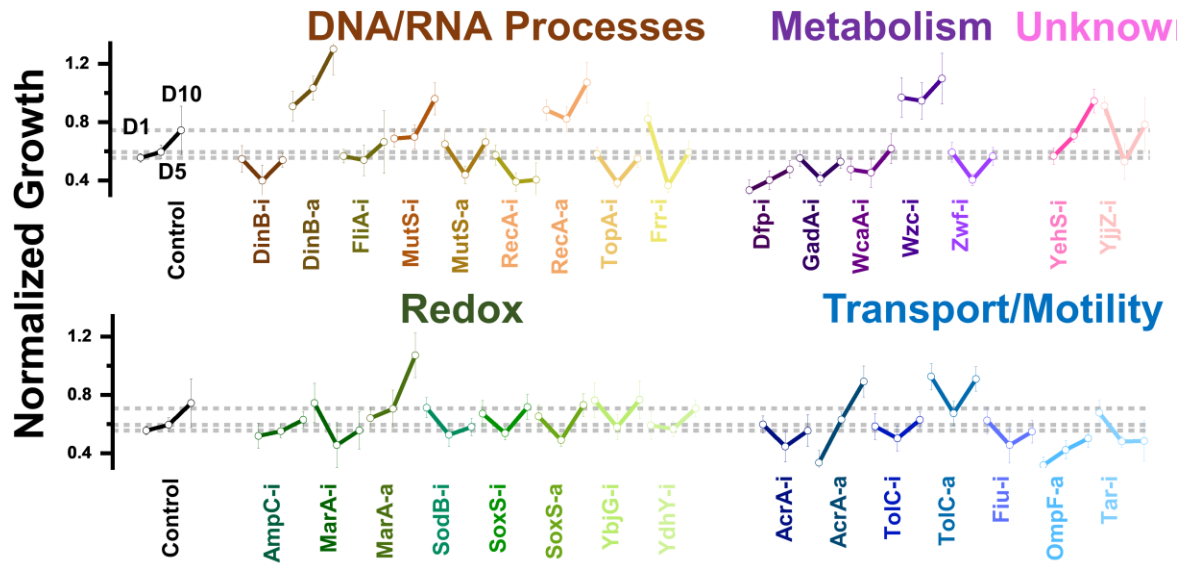 DNA/RNA Processes
Metabolism
Unknown
Normalized Growth
1.2
0.8
0.4
D1
D10
D5
Control
DinB-i
DinB-a
FliA-i
MutS-i
MutS-a
RecA-i
RecA-a
TopA-i
Frr-i
Dfp-i
GadA-i
WcaA-i
Wzc-i
Zwf-i
YehS-i
YjjZ-i
Redox
Transport/Motility
1.2
0.8
0.4
Control
AmpC-i
MarA-i
MarA-a
SodB-i
SoxS-i
SoxS-a
YbjG-i
YdhY-i
AcrA-i
AcrA-a
TolC-i
TolC-a
Fiu-i
OmpF-a
Tar-i